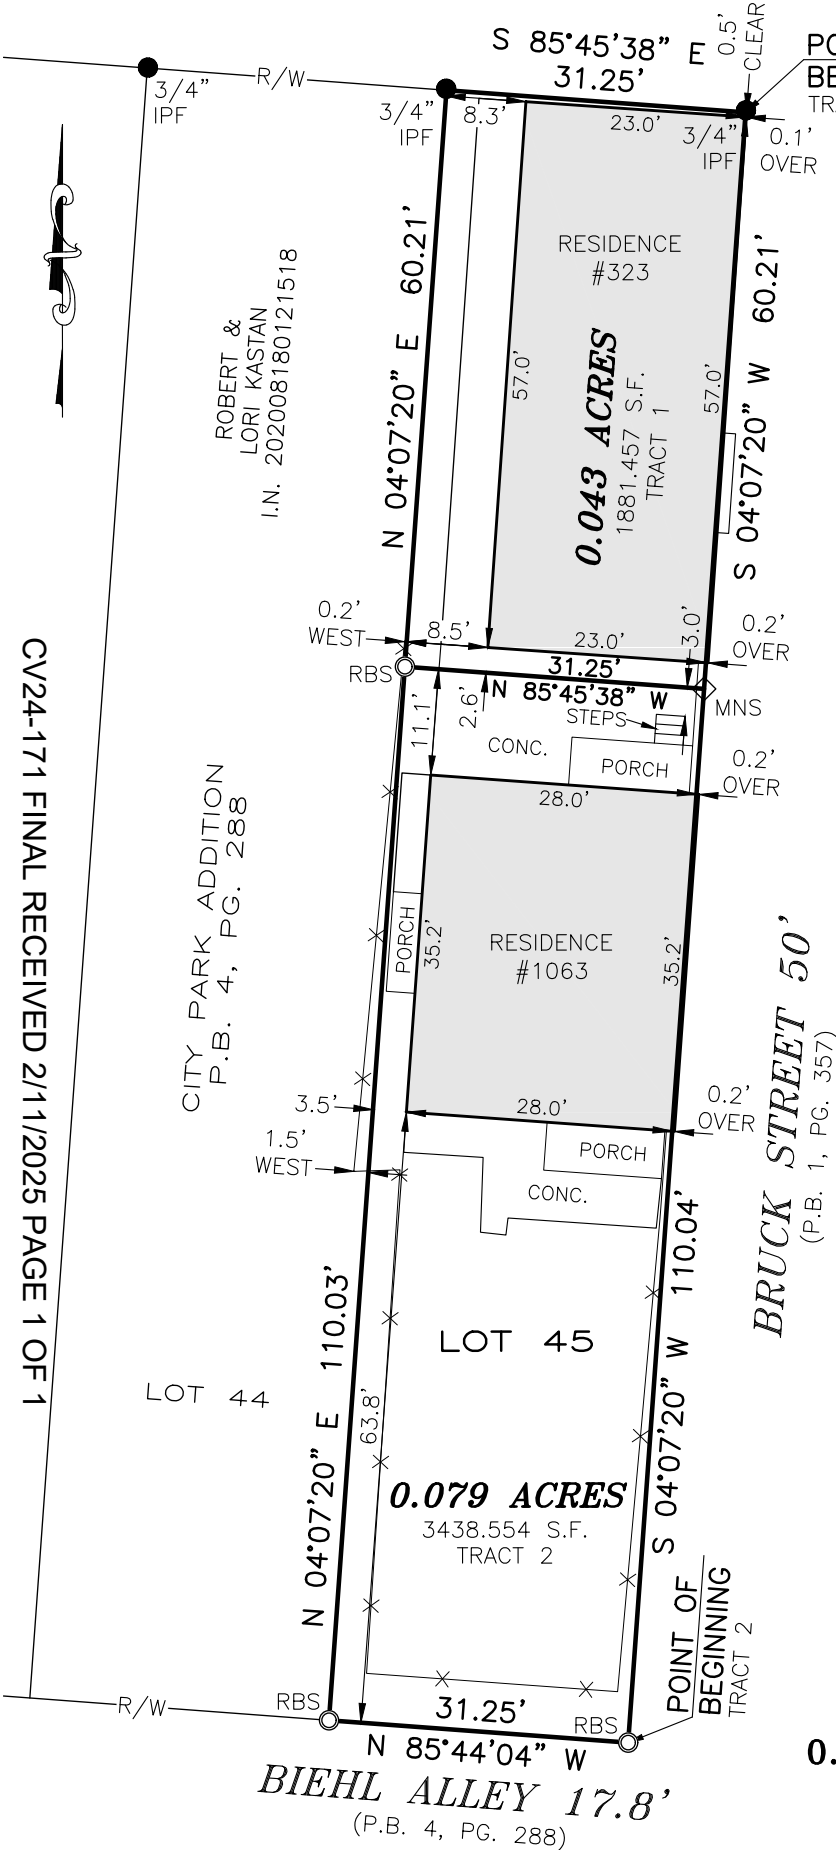 S 85°45'38" E
31.25'
0.5'
CLEAR
R/W
3/4"
IPF
3/4"
IPF
8.3'
23.0'
3/4"
IPF
0.1'
OVER
RESIDENCE
#323
ROBERT &
LORI KASTAN
I.N. 202008180121518
N 04°07'20" E 60.21'
57.0'
0.043 ACRES
1881.457 S.F.
TRACT 1
57.0'
S 04°07'20" W 60.21'
0.2'
WEST
8.5'
23.0'
3.0'
0.2'
OVER
RBS
31.25'
N 85°45'38" W
MNS
11.1'
2.6'
STEPS
CONC.
PORCH
0.2'
OVER
28.0'
CITY PARK ADDITION
P.B. 4, PG. 288
PORCH
35.2'
RESIDENCE
#1063
35.2'
BRUCK STREET 50'
(P.B. 1, PG. 357)
3.5'
28.0'
0.2'
OVER
1.5'
WEST
PORCH
CONC.
CV24-171 FINAL RECEIVED 2/11/2025 PAGE 1 OF 1
LOT 44
N 04°07'20" E 110.03'
63.8'
LOT 45
S 04°07'20" W 110.04'
0.079 ACRES
3438.554 S.F.
TRACT 2
POINT OF
BEGINNING
TRACT 2
R/W
RBS
31.25'
RBS
N 85°44'04" W
BIEHL ALLEY 17.8'
(P.B. 4, PG. 288)